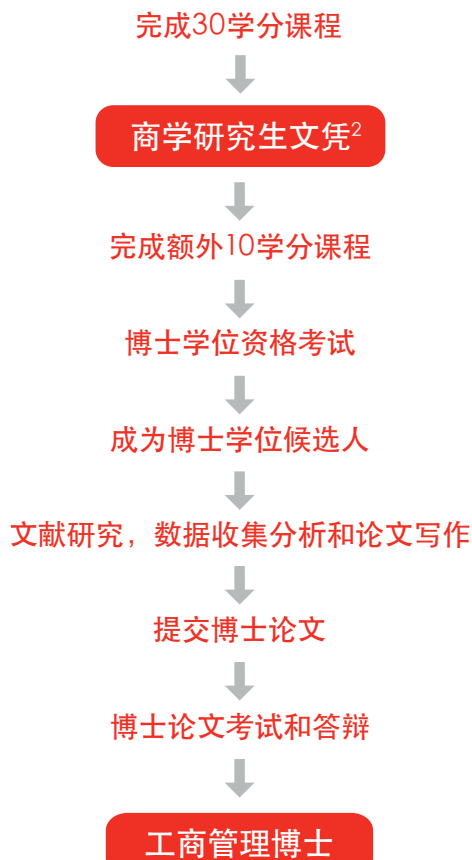 完成30学分课程
商学研究生文凭²
完成额外10学分课程
博士学位资格考试
成为博士学位候选人
文献研究，数据收集分析和论文写作
提交博士论文
博士论文考试和答辩
工商管理博士